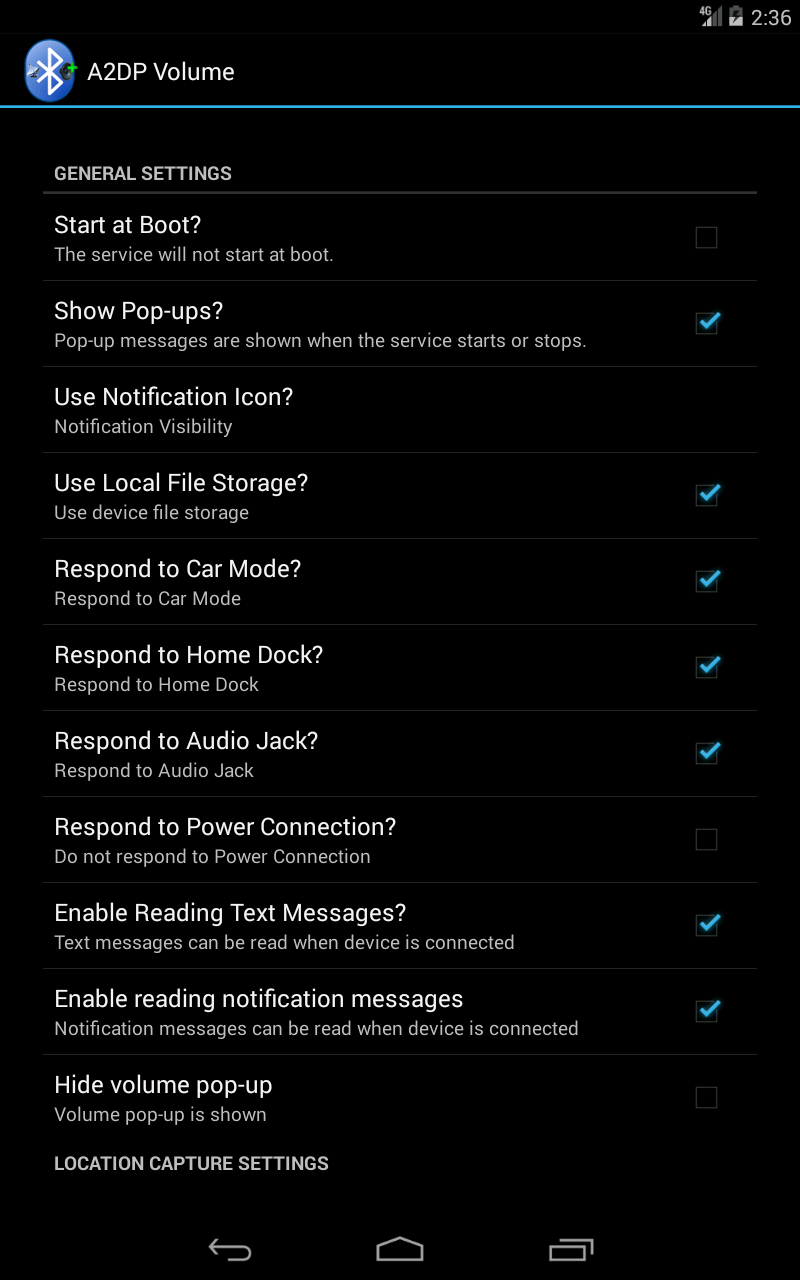 4G 2:36
A2DP Volume
GENERAL SETTINGS
Start at Boot?
The service will not start at boot.
Show Pop-ups?
Pop-up messages are shown when the service starts or stops.
Use Notification Icon?
Notification Visibility
Use Local File Storage?
Use device file storage
Respond to Car Mode?
Respond to Car Mode
Respond to Home Dock?
Respond to Home Dock
Respond to Audio Jack?
Respond to Audio Jack
Respond to Power Connection?
Do not respond to Power Connection
Enable Reading Text Messages?
Text messages can be read when device is connected
Enable reading notification messages
Notification messages can be read when device is connected
Hide volume pop-up
Volume pop-up is shown
LOCATION CAPTURE SETTINGS